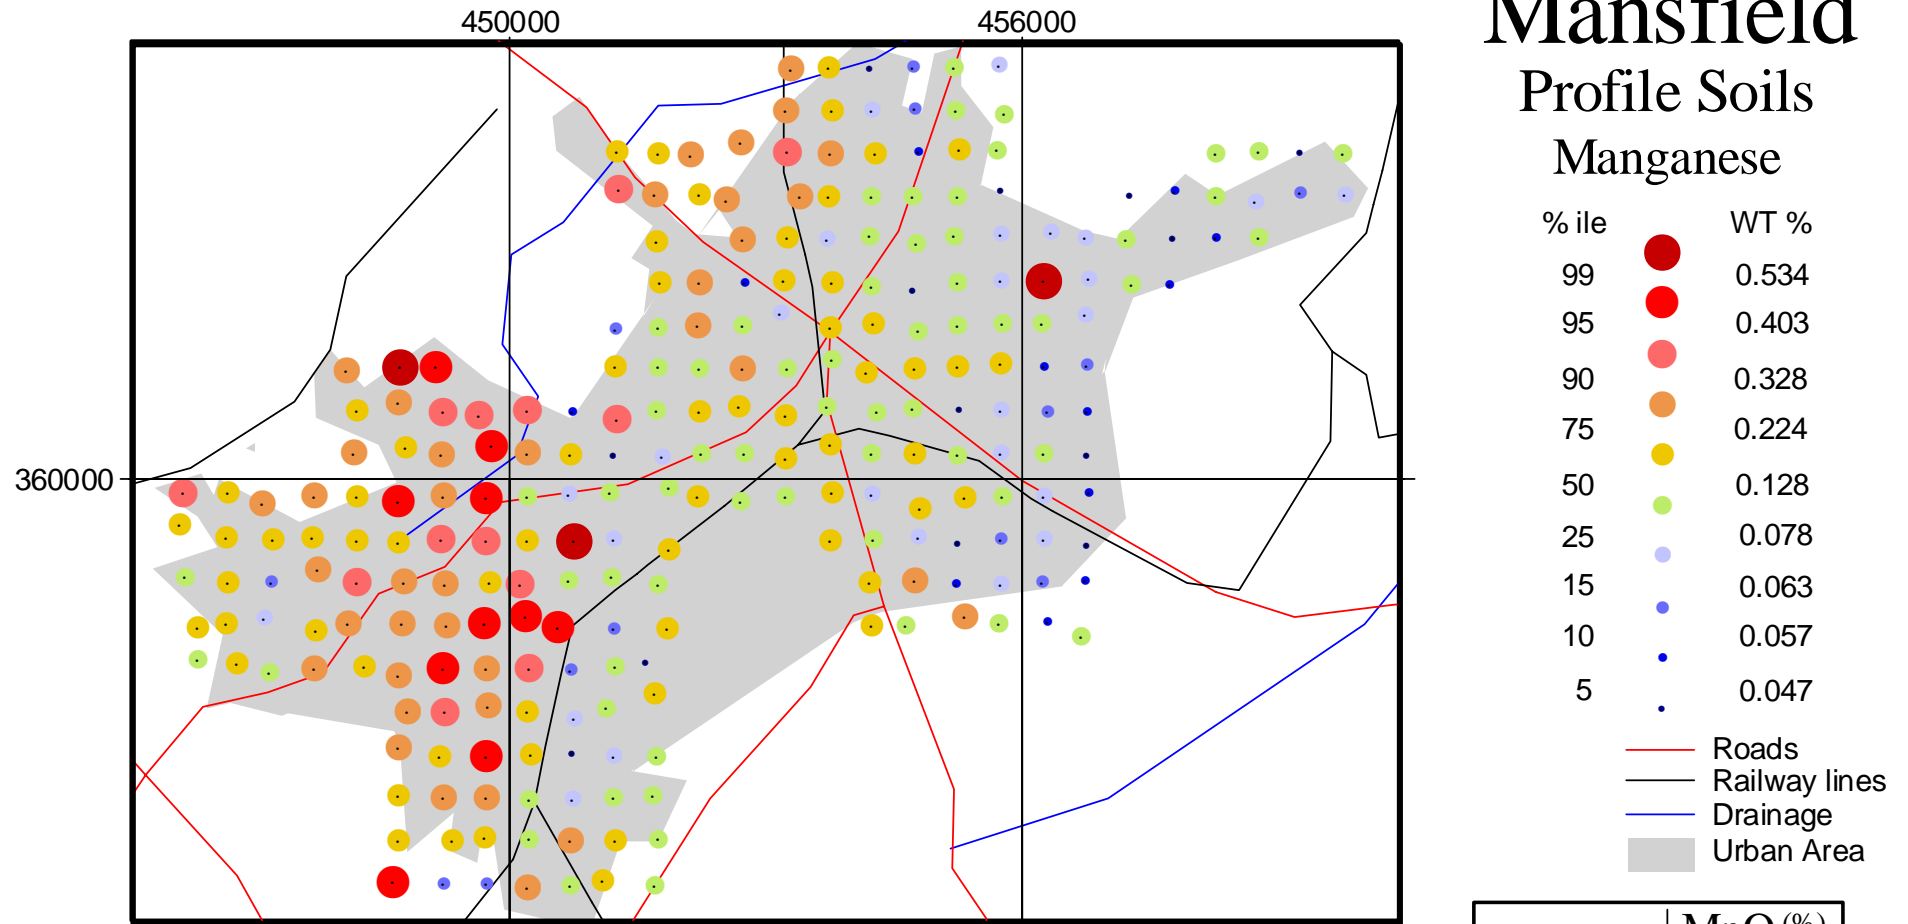 450000
456000
360000
Mansfield
Profile Soils
Manganese
% ile WT %
99 0.534
95 0.403
90 0.328
75 0.224
50 0.128
25 0.078
15 0.063
10 0.057
5 0.047
Roads
Railway lines
Drainage
Urban Area
MnO (%)